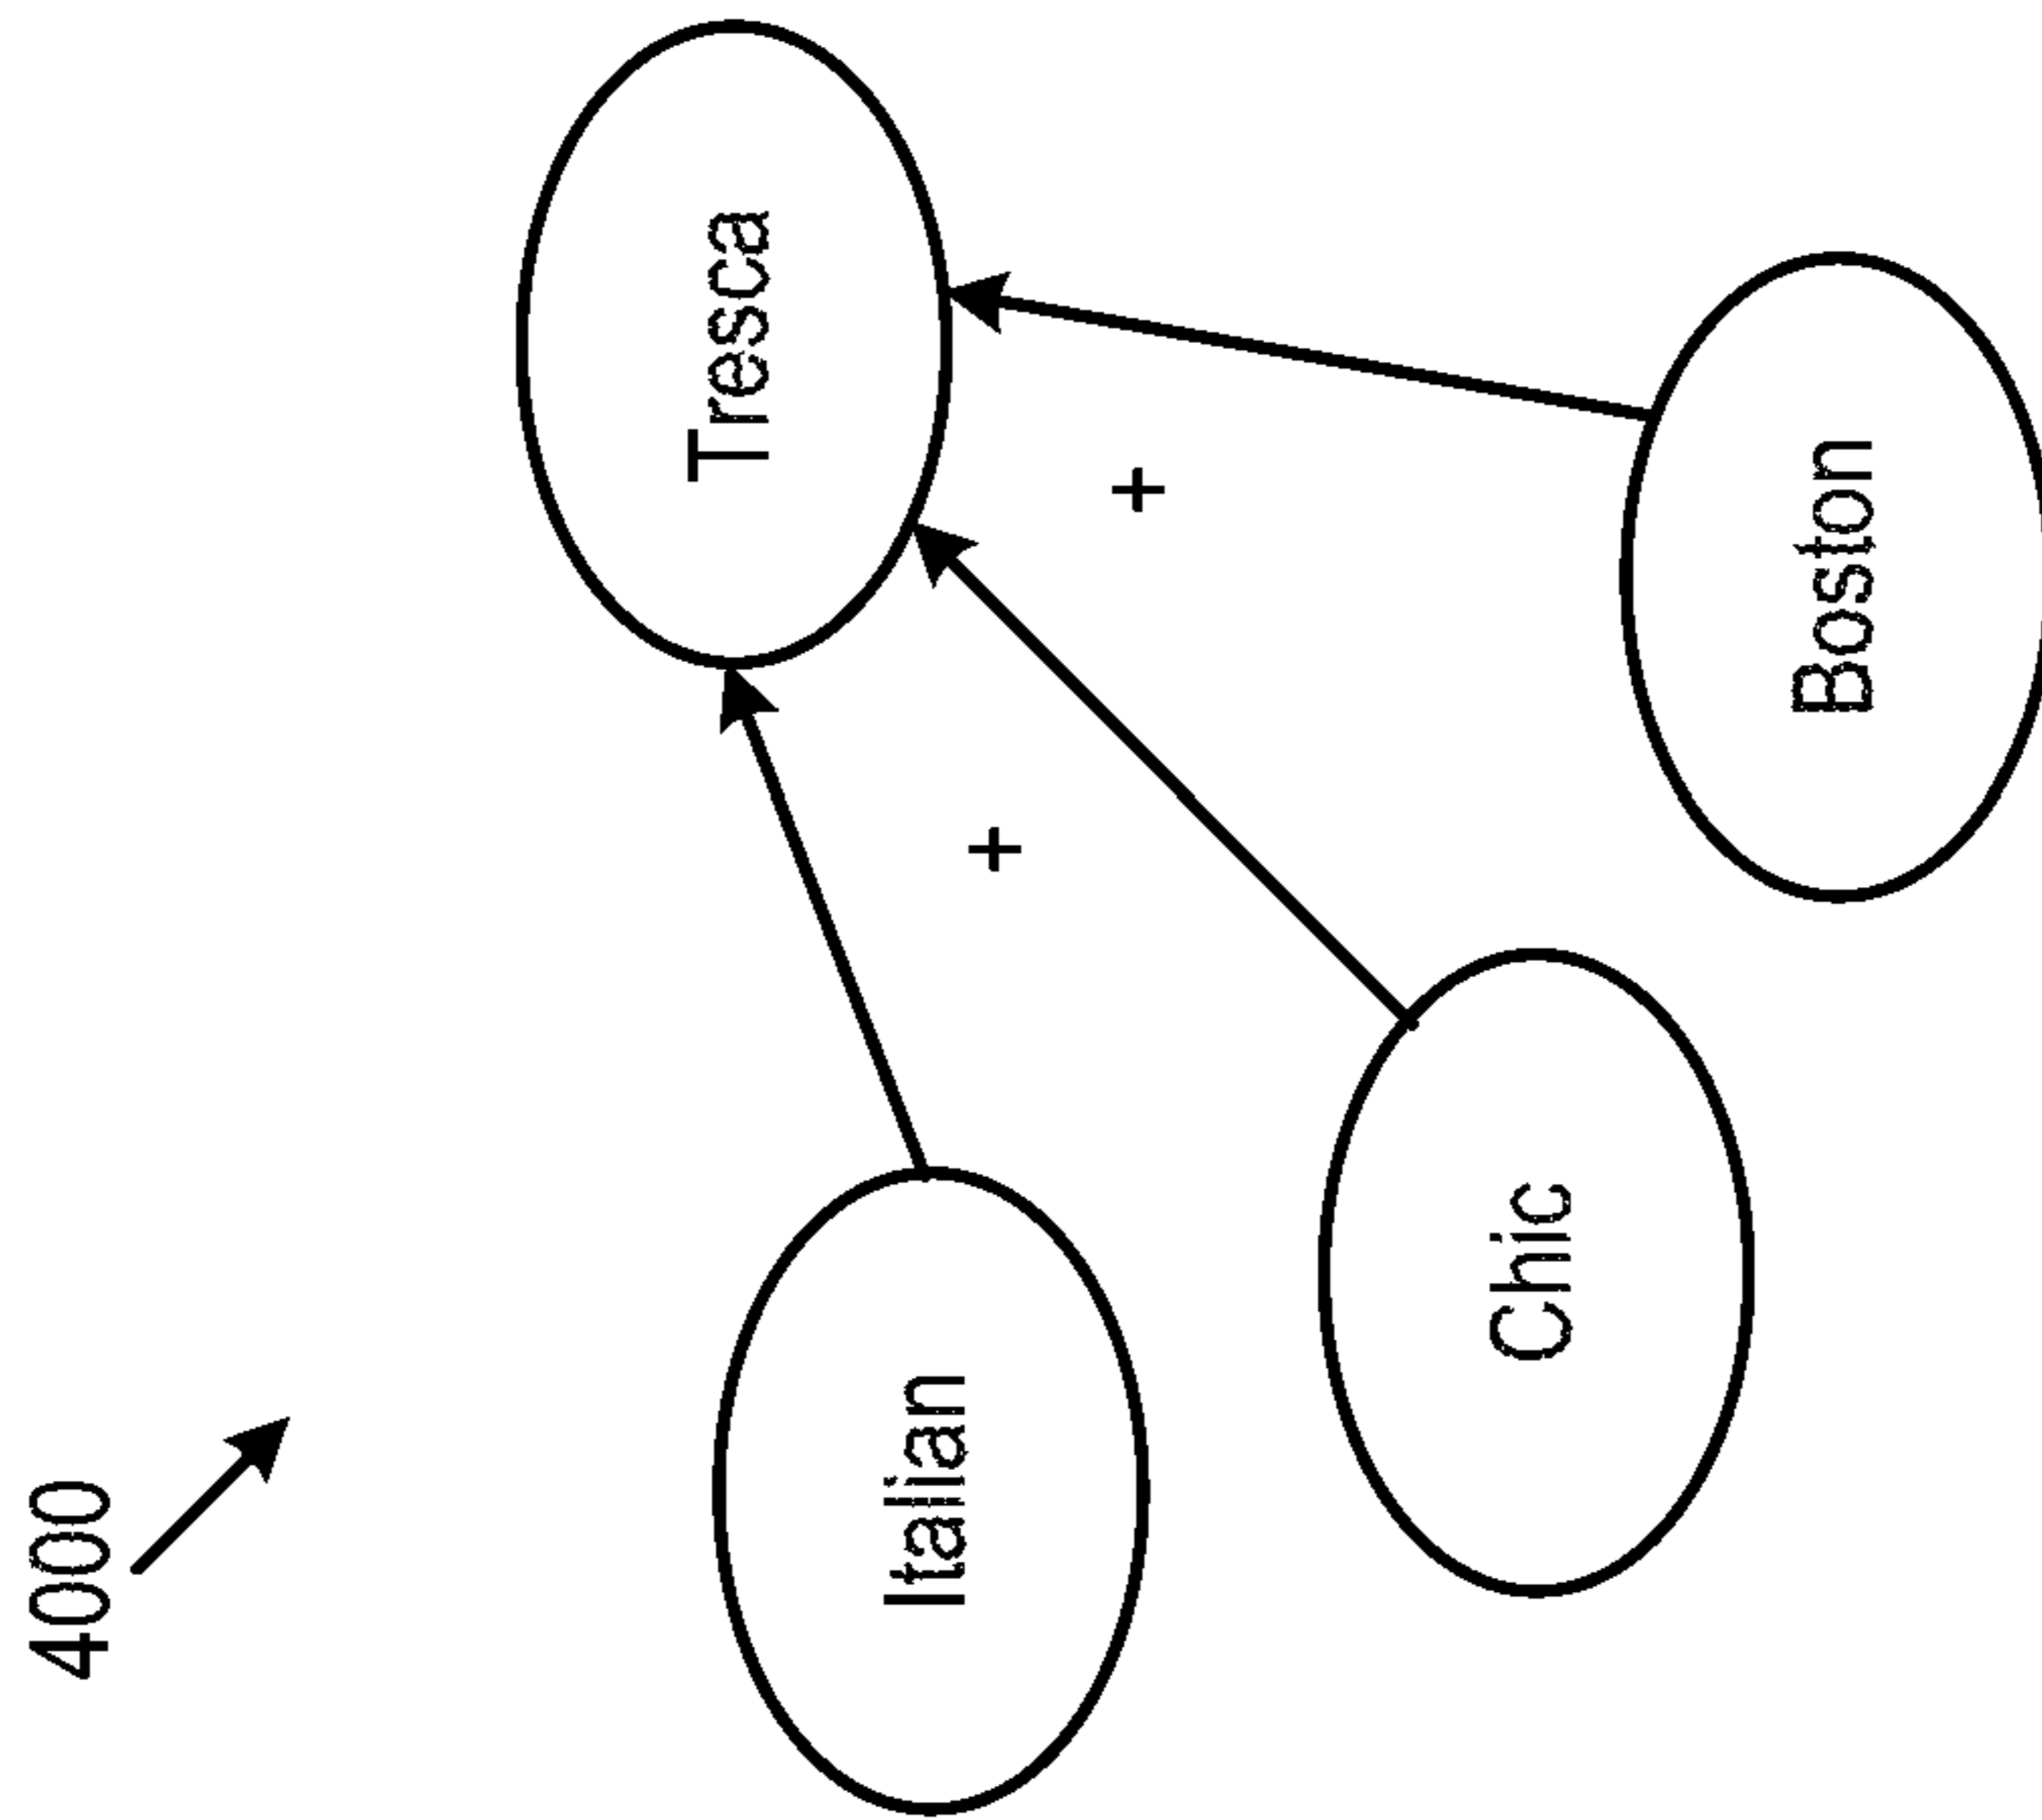 4000
Tresca
+
+
Italian
Chic
Boston